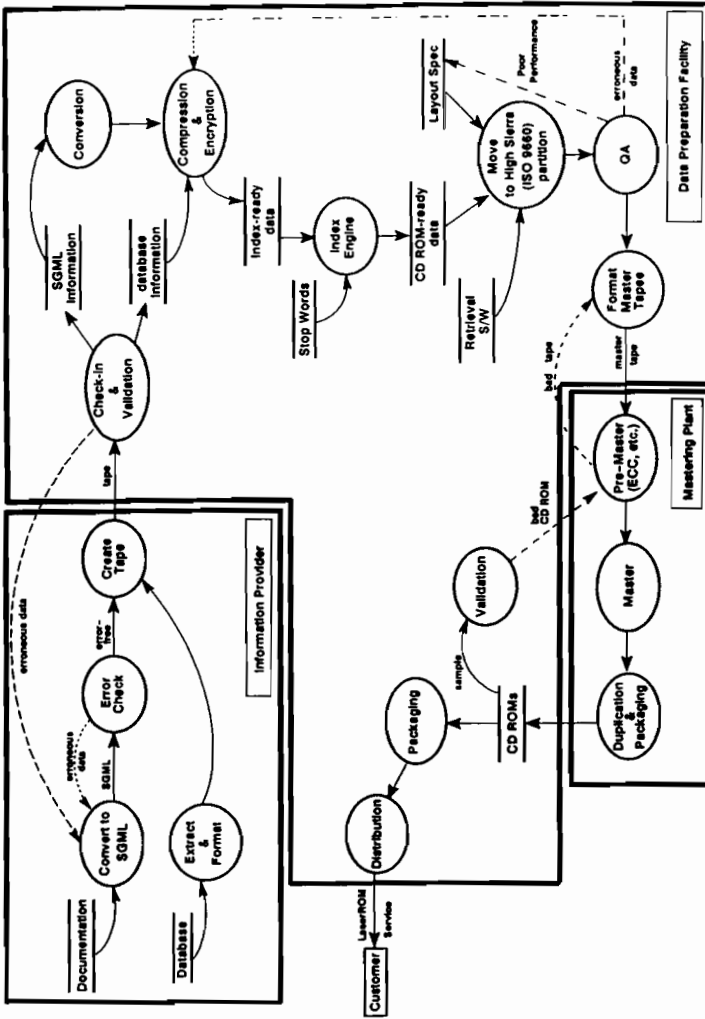 Documentation
Convert to
SGML
erroneous
data
SGML
Error
Check
error-
free
Create
Tape
Database
Extract
&
Format
Information Provider
erroneous data
tape
Check-in
&
Validation
SGML
Information
database
Information
Conversion
Compression
&
Encryption
Index-ready
data
Stop Words
Index
Engine
CD ROM-ready
data
Retrieval
S/W
Layout Spec
Move
to High Sierra
(ISO 9660)
partition
Poor
Performance
erroneous
data
QA
Data Preparation Facility
Format
Master
Tapes
bad tape
master
tape
Pre-Master
(ECC, etc.)
Mastering Plant
Master
Duplication
&
Packaging
CD ROMs
sample
Validation
bad
CD ROM
Packaging
Distribution
LaserROM
Service
Customer